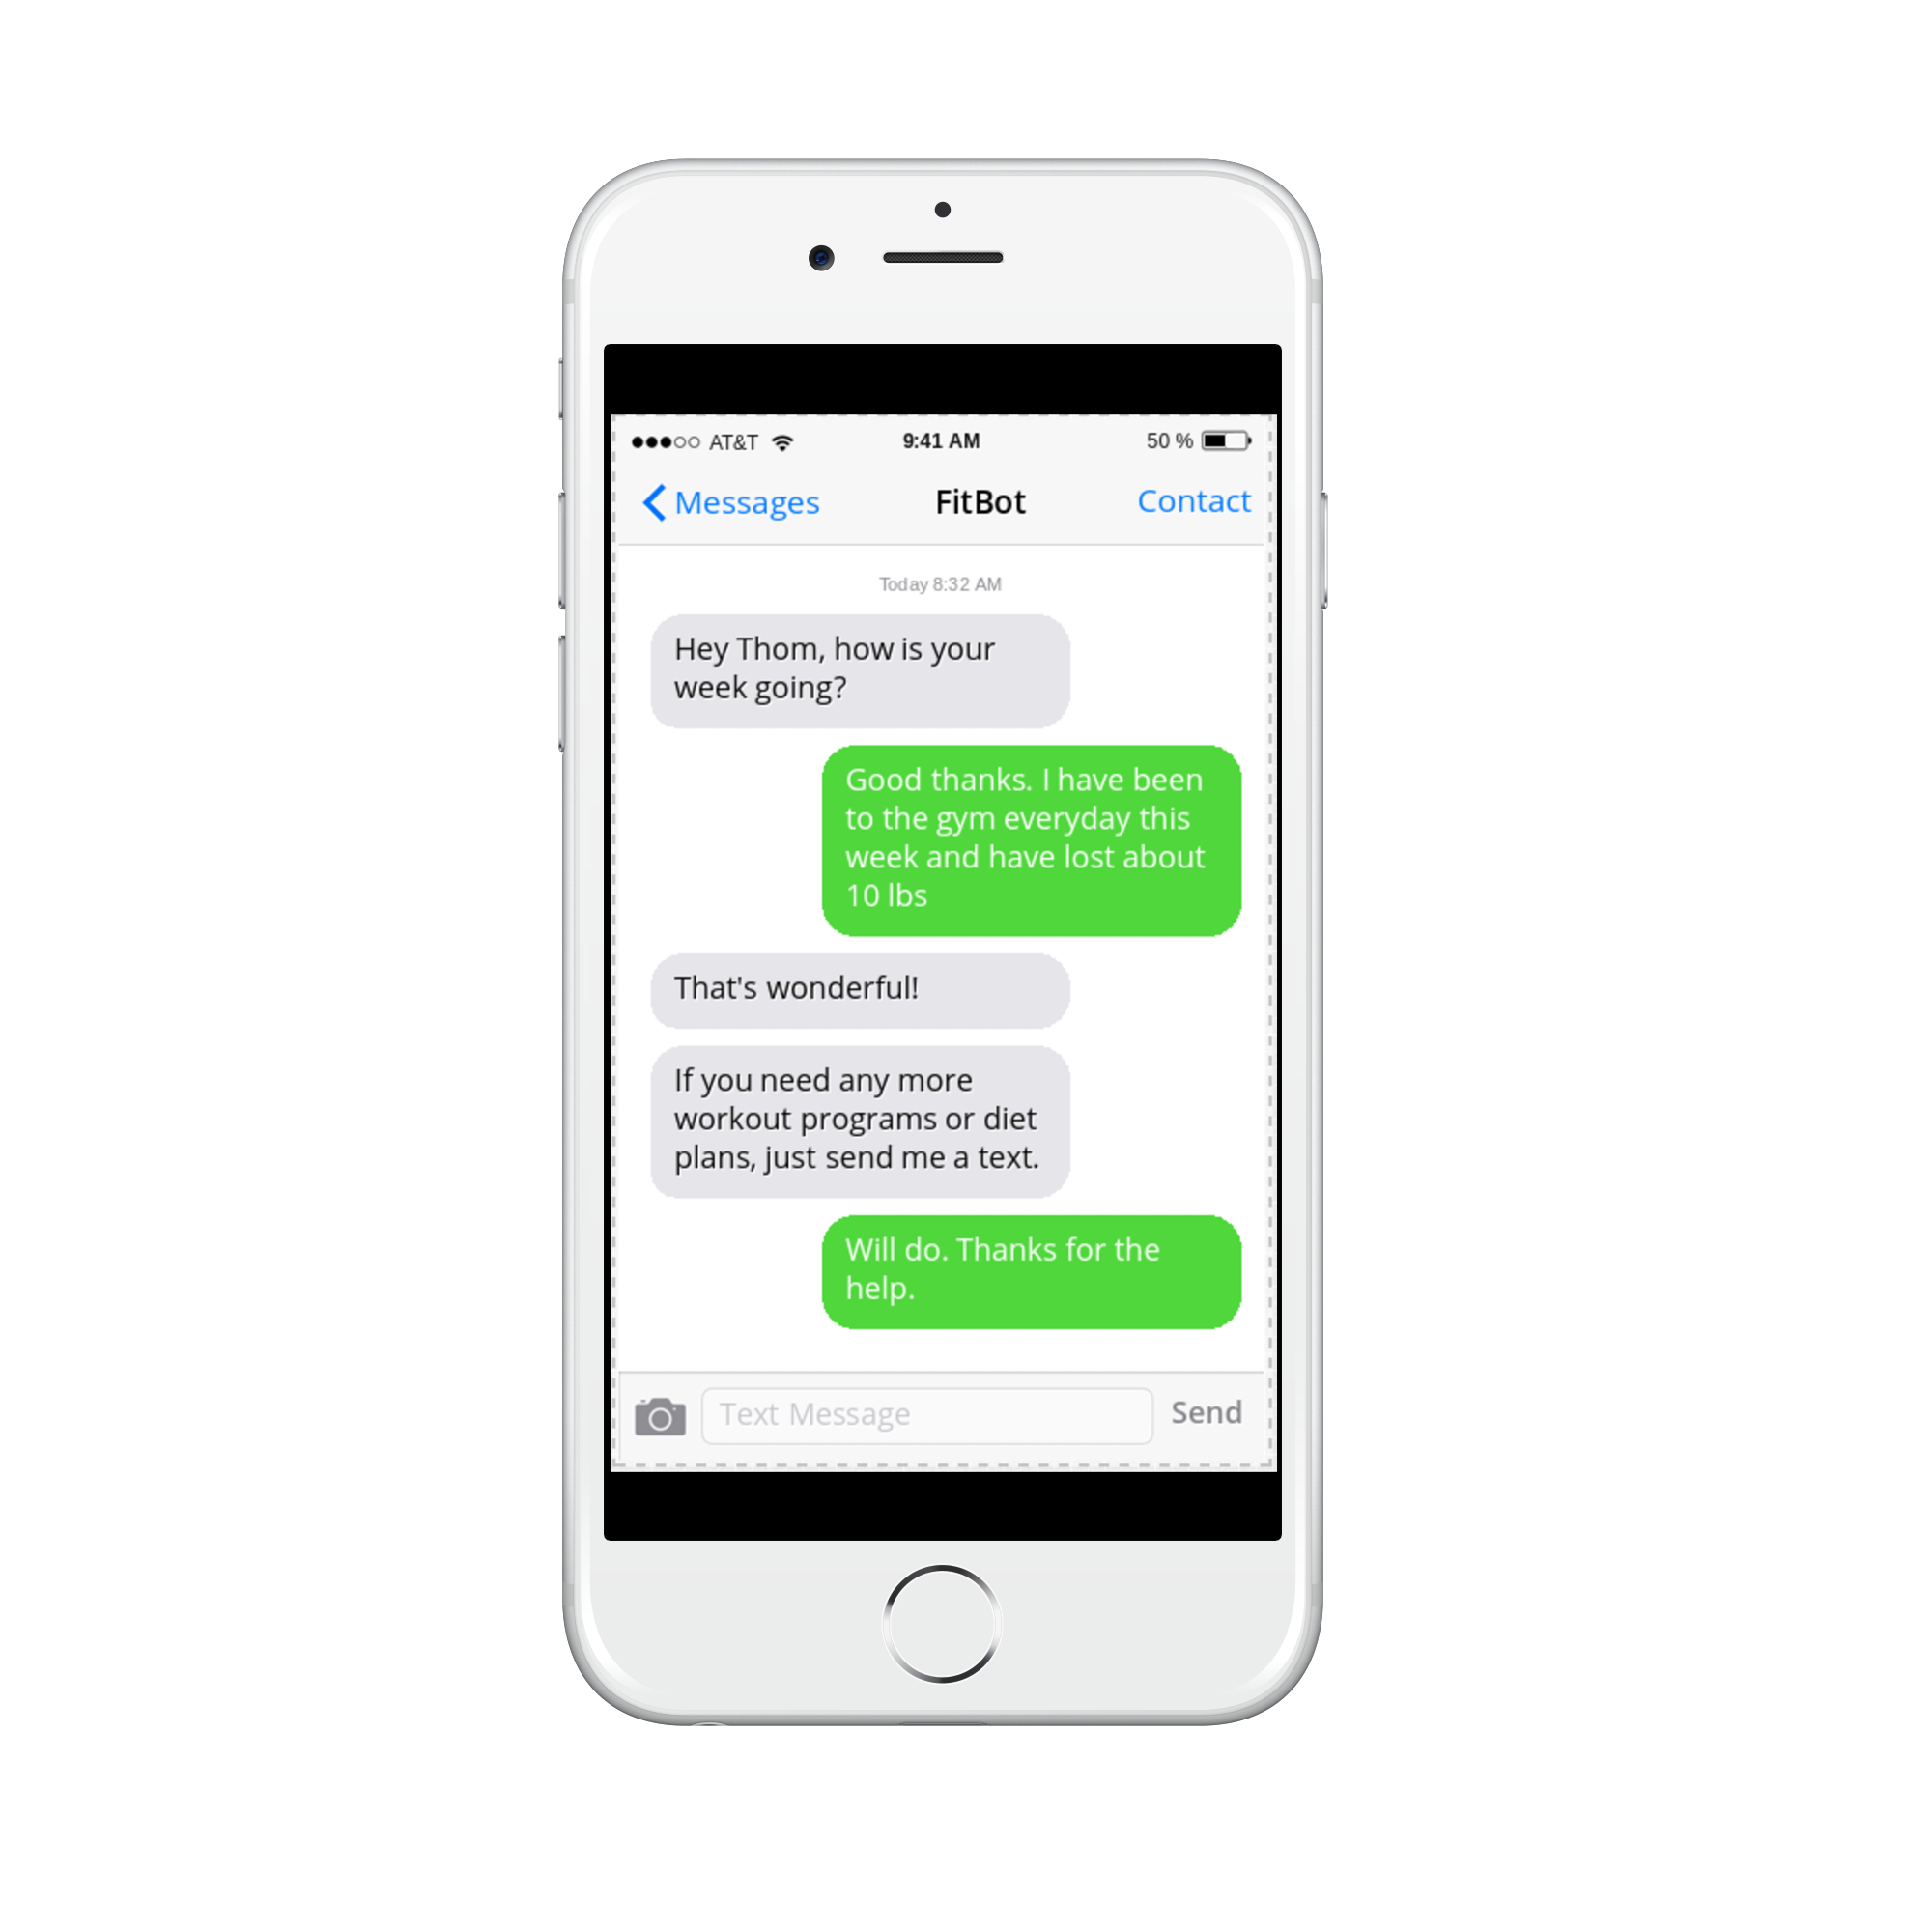 AT&T 9:41 AM 50 %
Messages FitBot Contact
Today 8:32 AM
Hey Thom, how is your
week going?
Good thanks. I have been
to the gym everyday this
week and have lost about
10 lbs
That's wonderful!
If you need any more
workout programs or diet
plans, just send me a text.
Will do. Thanks for the
help.
Text Message Send